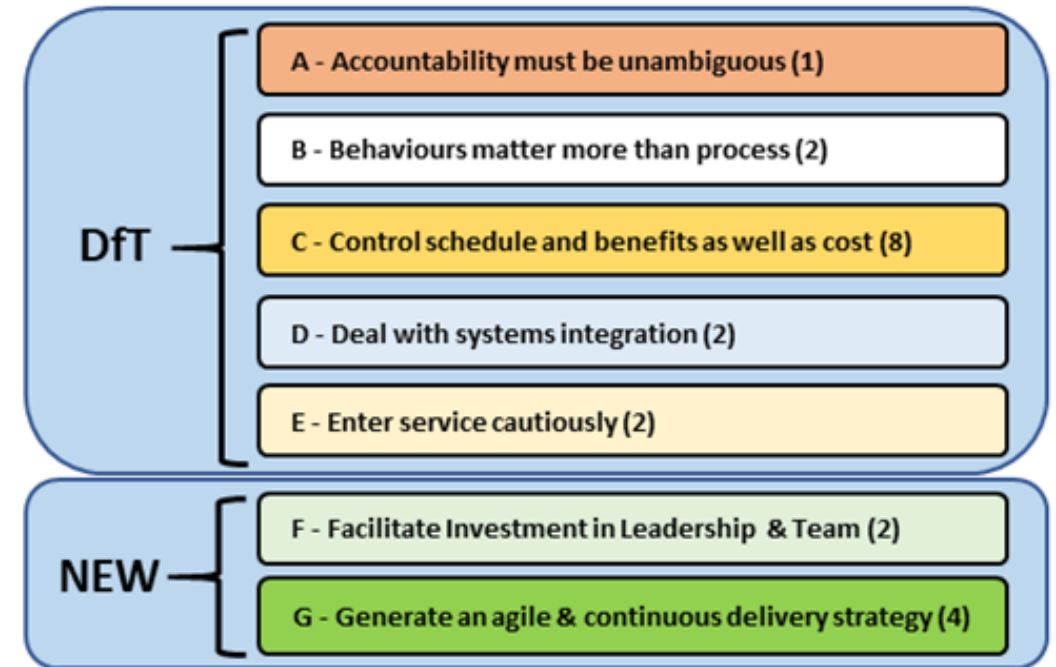 DfT
A - Accountability must be unambiguous (1)
B - Behaviours matter more than process (2)
C - Control schedule and benefits as well as cost (8)
D - Deal with systems integration (2)
E - Enter service cautiously (2)
NEW
F - Facilitate Investment in Leadership & Team (2)
G - Generate an agile & continuous delivery strategy (4)